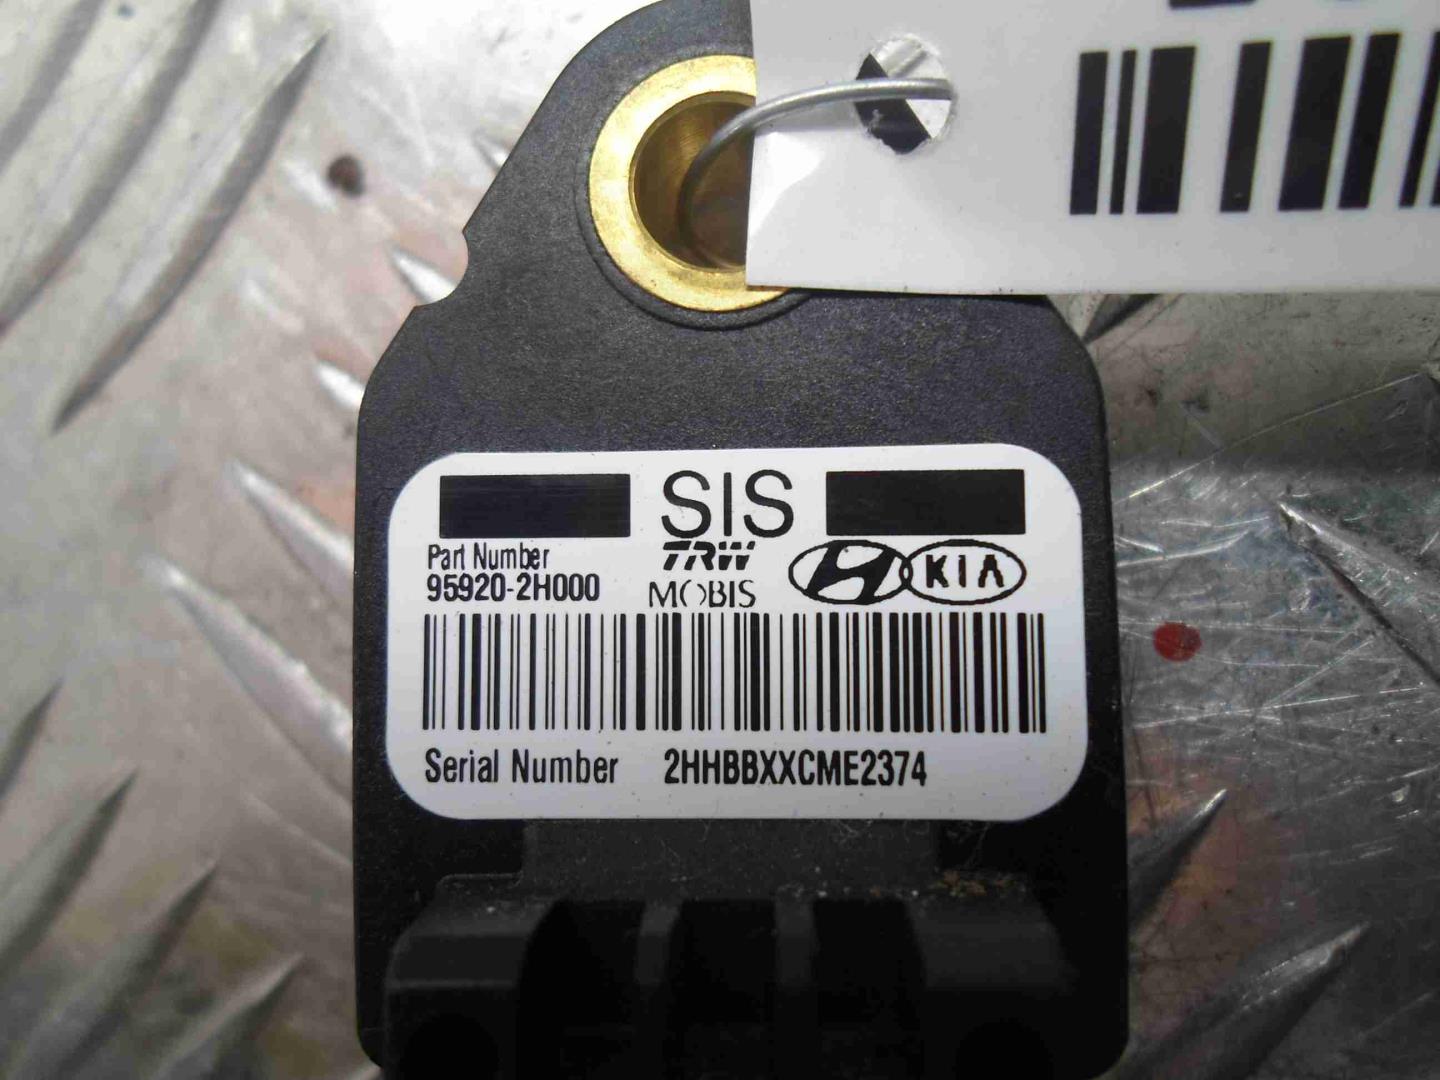 SIS
Part Number
95920-2H000
TRW
MOBIS
KIA
Serial Number 2HHBBXXCME2374